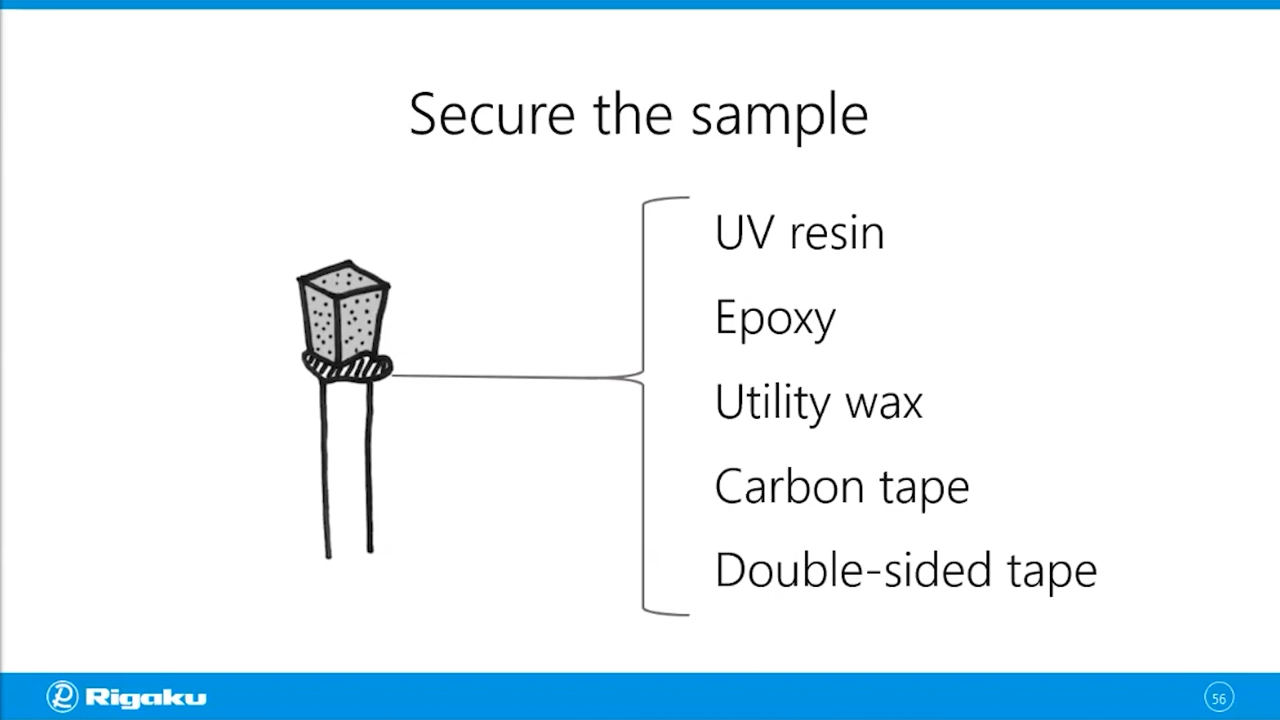 Secure the sample
UV resin
Epoxy
Utility wax
Carbon tape
Double-sided tape
Rigaku
56